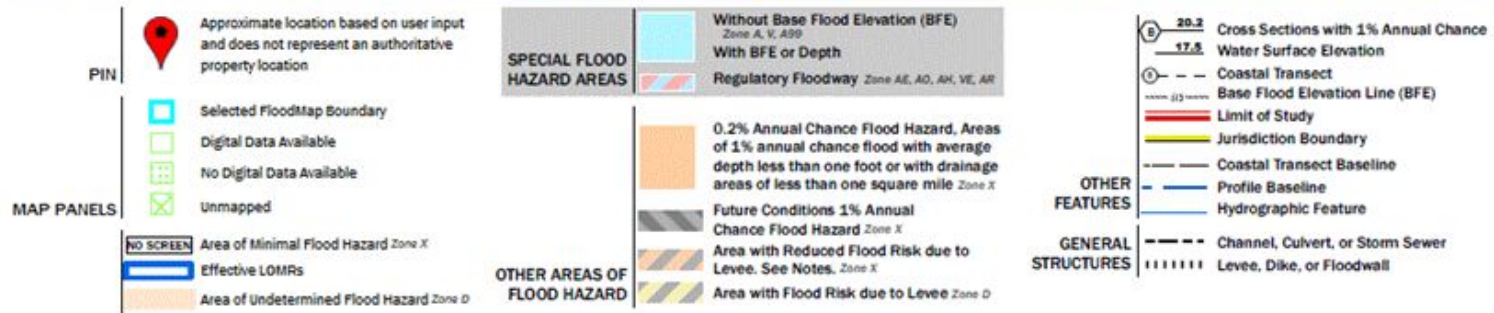 PIN
Approximate location based on user input
and does not represent an authoritative
property location
MAP PANELS
Selected FloodMap Boundary
Digital Data Available
No Digital Data Available
Unmapped
NO SCREEN Area of Minimal Flood Hazard Zone X
Effective LOMRs
Area of Undetermined Flood Hazard Zone D
SPECIAL FLOOD
HAZARD AREAS
Without Base Flood Elevation (BFE)
Zone A, V, A99
With BFE or Depth
Regulatory Floodway Zone AE, AO, AH, VE, AR
OTHER AREAS OF
FLOOD HAZARD
0.2% Annual Chance Flood Hazard, Areas
of 1% annual chance flood with average
depth less than one foot or with drainage
areas of less than one square mile Zone X
Future Conditions 1% Annual
Chance Flood Hazard Zone X
Area with Reduced Flood Risk due to
Levee. See Notes. Zone X
Area with Flood Risk due to Levee Zone D
OTHER
FEATURES
B 20.2 Cross Sections with 1% Annual Chance
17.5 Water Surface Elevation
8 Coastal Transect
513 Base Flood Elevation Line (BFE)
Limit of Study
Jurisdiction Boundary
Coastal Transect Baseline
Profile Baseline
Hydrographic Feature
GENERAL
STRUCTURES
Channel, Culvert, or Storm Sewer
Levee, Dike, or Floodwall